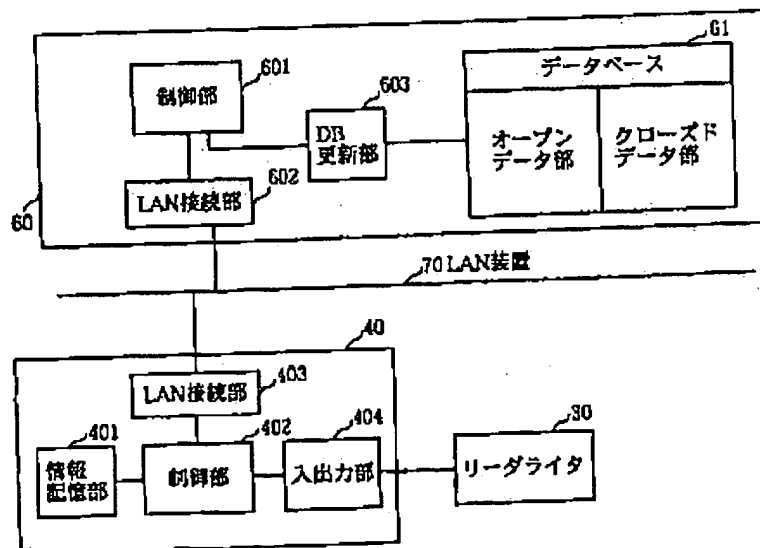 601
制御部
603
61
データベース
DB
更新部
オープン
データ部
クローズド
データ部
602
LAN接続部
60
70 LAN装置
40
LAN接続部
403
401
情報
記憶部
402
制御部
404
入出力部
30
リーダライタ